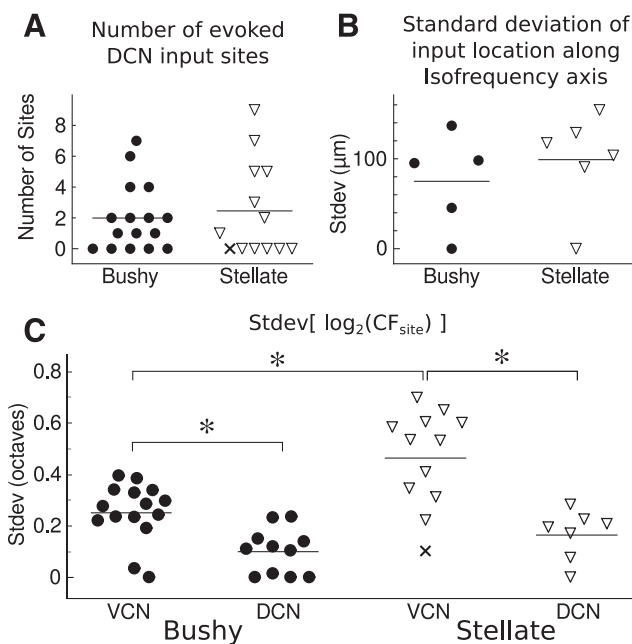 A
Number of evoked
DCN input sites
Number of Sites
8
6
4
2
0
Bushy
Stellate
B
Standard deviation of
input location along
Isofrequency axis
Stdev (μm)
100
0
Bushy
Stellate
C
Stdev[ log2(CFsite) ]
Stdev (octaves)
0.8
0.6
0.4
0.2
0
*
*
*
VCN
DCN
VCN
DCN
Bushy
Stellate